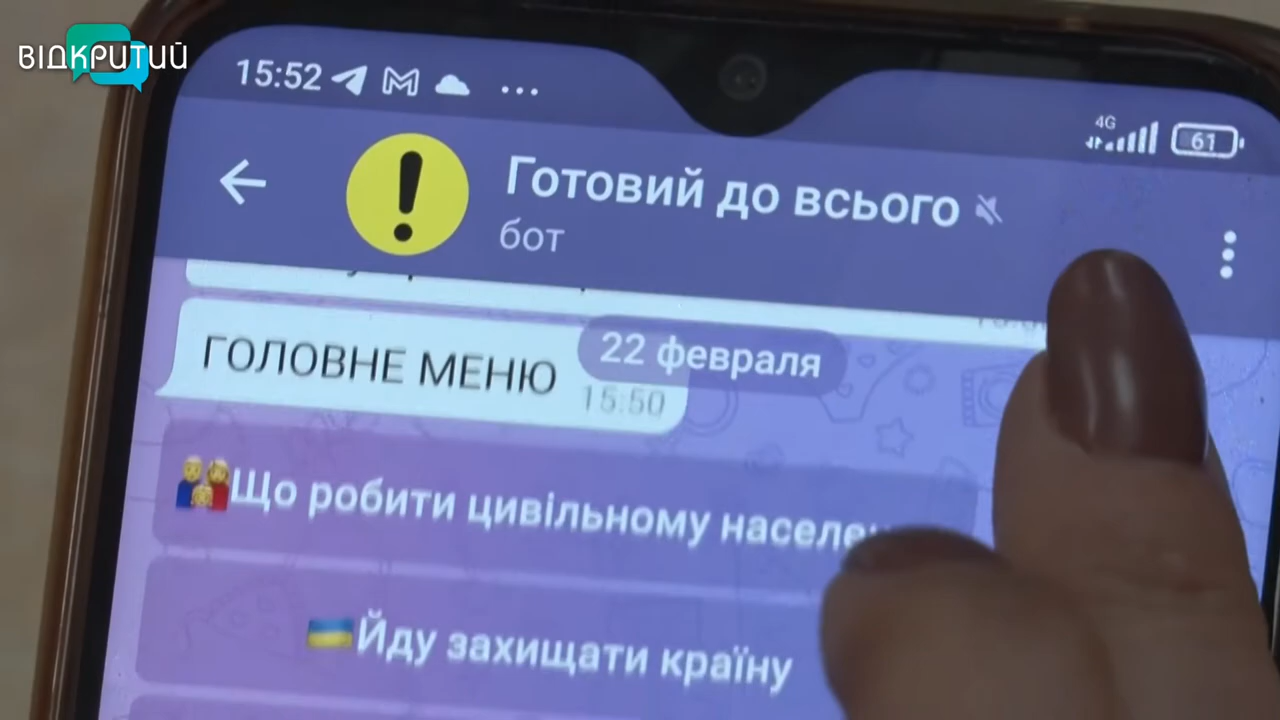 ВІДКРИТИЙ
15:52
4G
61
Готовий до всього
бот
ГОЛОВНЕ МЕНЮ
22 февраля
15:50
Що робити цивільному
Йду захищати країну